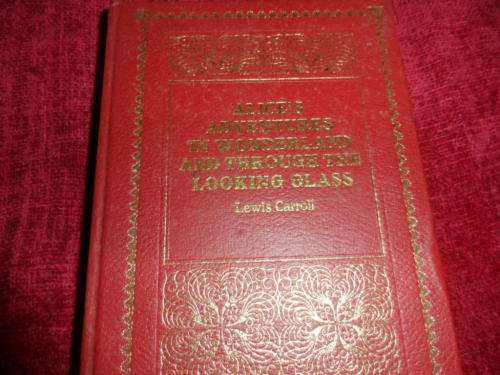 ALICE'S
ADVENTURES
IN WONDERLAND
AND THROUGH THE
LOOKING GLASS
Lewis Carroll